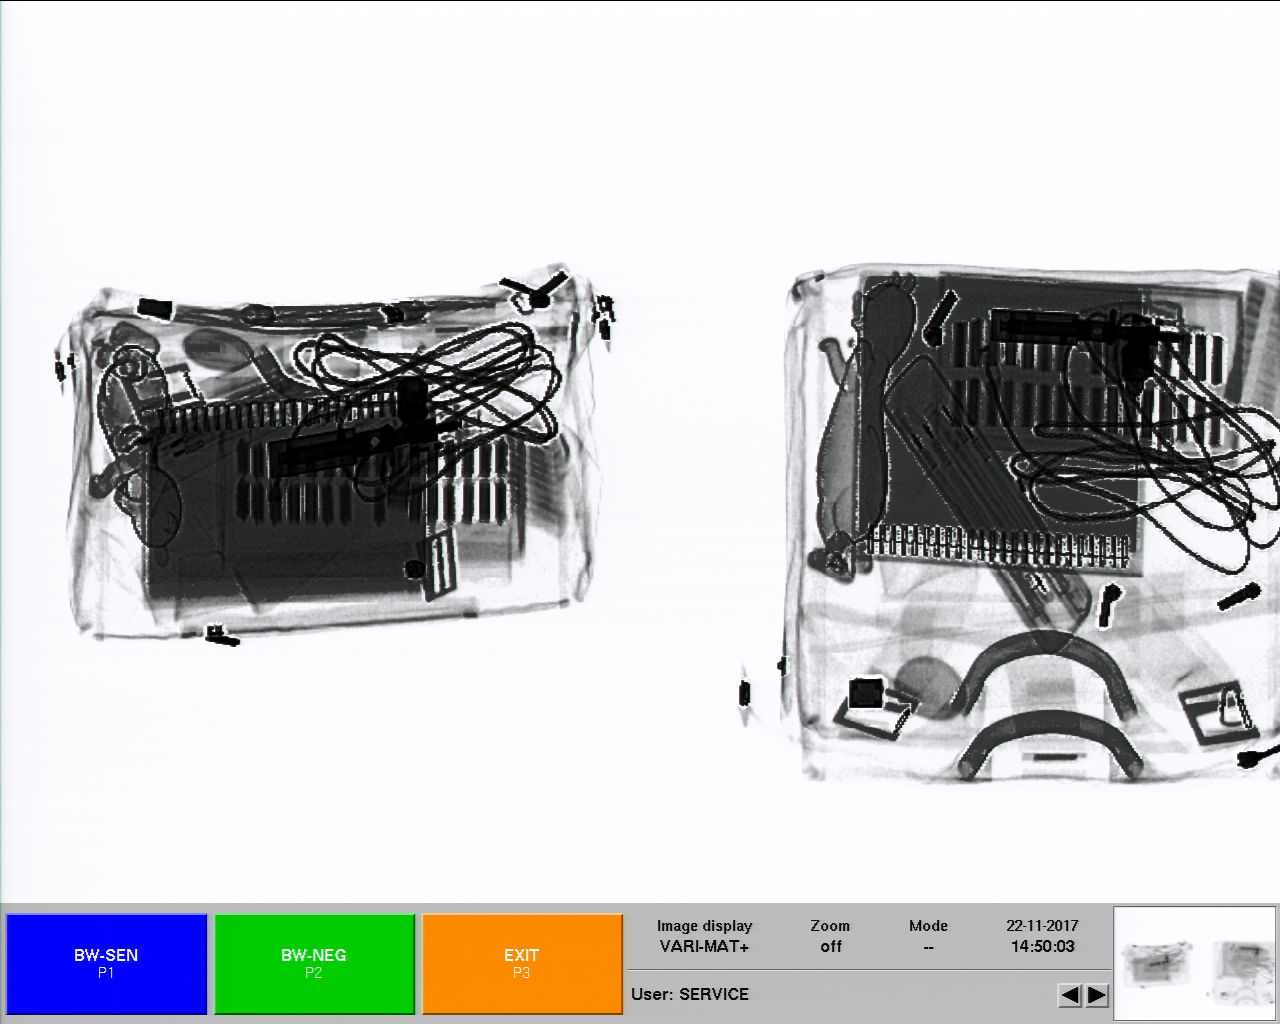 BW-SEN
P1
BW-NEG
P2
EXIT
P3
Image display
VARI-MAT+
Zoom
off
Mode
--
22-11-2017
14:50:03
User: SERVICE